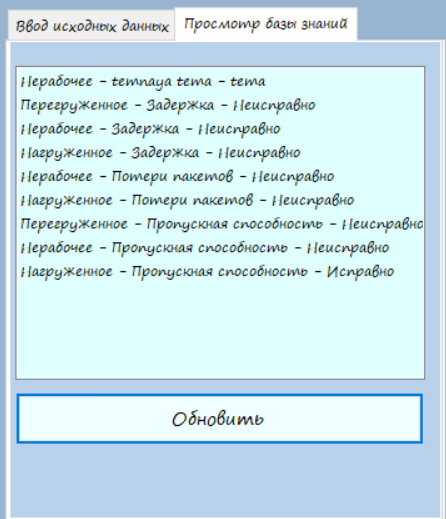 Ввод исходных данных Просмотр базы знаний
Нерабочее - temnaya tema - tema
Перегруженное - Задержка - Неисправно
Нерабочее - Задержка - Неисправно
Нагруженное - Задержка - Неисправно
Нерабочее - Потери пакетов - Неисправно
Нагруженное - Потери пакетов - Неисправно
Перегруженное - Пропускная способность - Неисправно
Нерабочее - Пропускная способность - Неисправно
Нагруженное - Пропускная способность - Исправно
Обновить